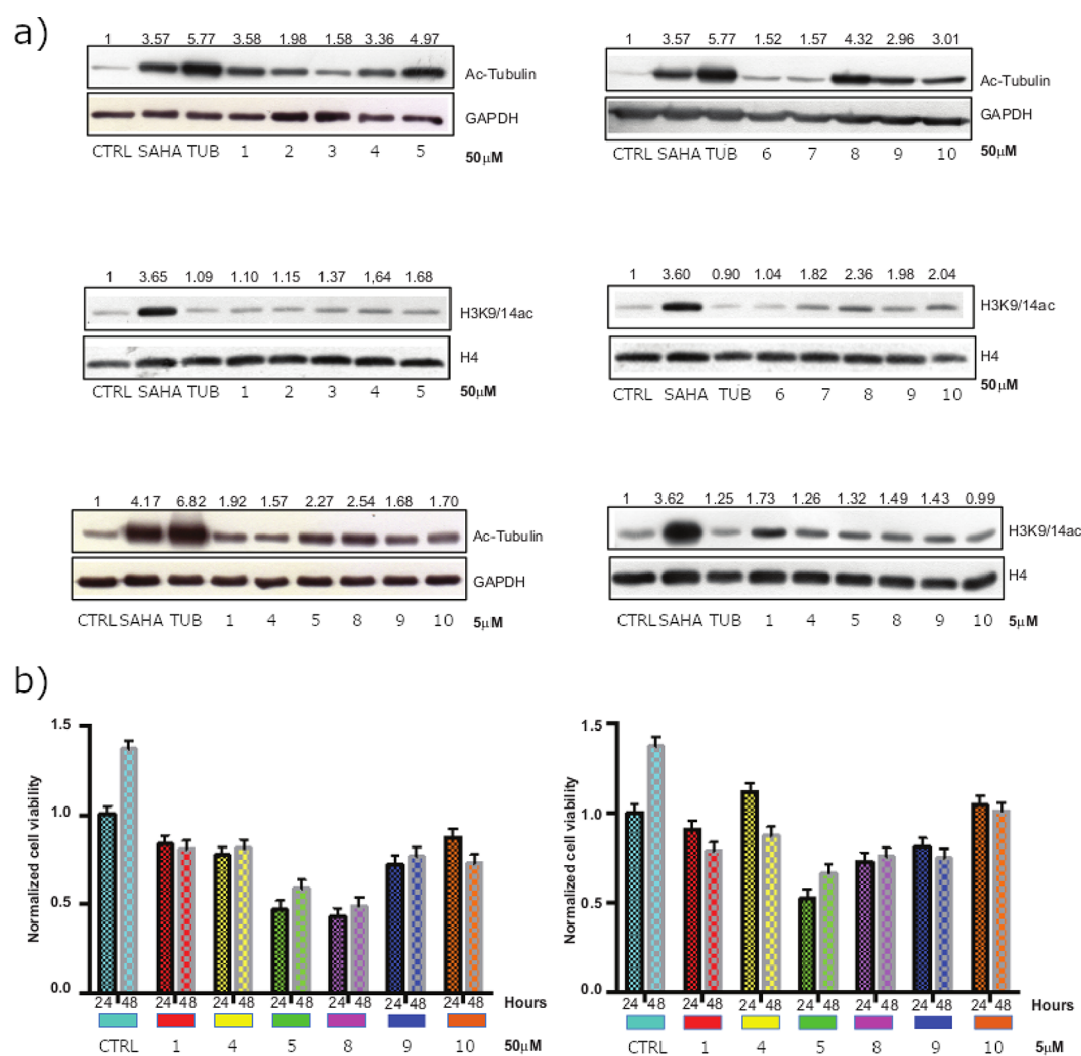 a)
1 3.57 5.77 3.58 1.98 1.58 3.36 4.97
Ac-Tubulin
GAPDH
CTRL SAHA TUB 1 2 3 4 5 50μM
1 3.57 5.77 1.52 1.57 4.32 2.96 3.01
Ac-Tubulin
GAPDH
CTRL SAHA TUB 6 7 8 9 10 50μM
1 3.65 1.09 1.10 1.15 1.37 1,64 1.68
H3K9/14ac
H4
CTRL SAHA TUB 1 2 3 4 5 50μM
1 3.60 0.90 1.04 1.82 2.36 1.98 2.04
H3K9/14ac
H4
CTRL SAHA TUB 6 7 8 9 10 50μM
1 4.17 6.82 1.92 1.57 2.27 2.54 1.68 1.70
Ac-Tubulin
GAPDH
CTRL SAHA TUB 1 4 5 8 9 10 5μM
1 3.62 1.25 1.73 1.26 1.32 1.49 1.43 0.99
H3K9/14ac
H4
CTRL SAHA TUB 1 4 5 8 9 10 5μM
b)
Normalized cell viability
1.5
1.0
0.5
0.0
24 48 24 48 24 48 24 48 24 48 24 48 24 48 Hours
CTRL 1 4 5 8 9 10 50μM
Normalized cell viability
1.5
1.0
0.5
0.0
24 48 24 48 24 48 24 48 24 48 24 48 24 48 Hours
CTRL 1 4 5 8 9 10 5μM